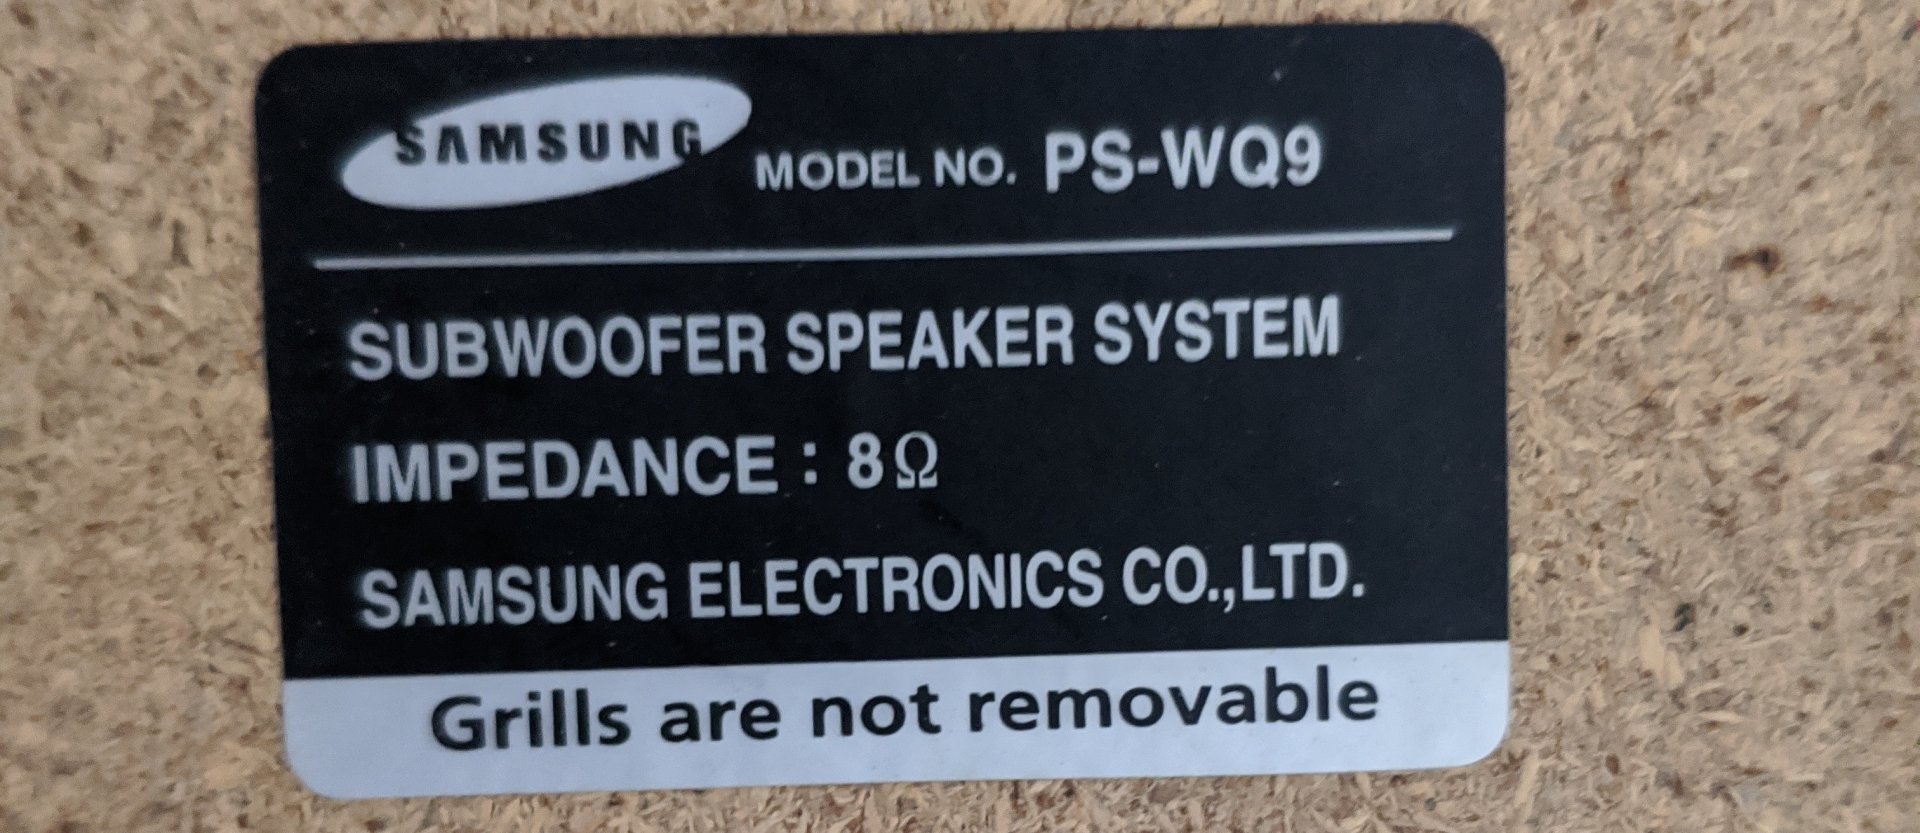 SAMSUNG MODEL NO. PS-WQ9
SUBWOOFER SPEAKER SYSTEM
IMPEDANCE : 8Ω
SAMSUNG ELECTRONICS CO.,LTD.
Grills are not removable